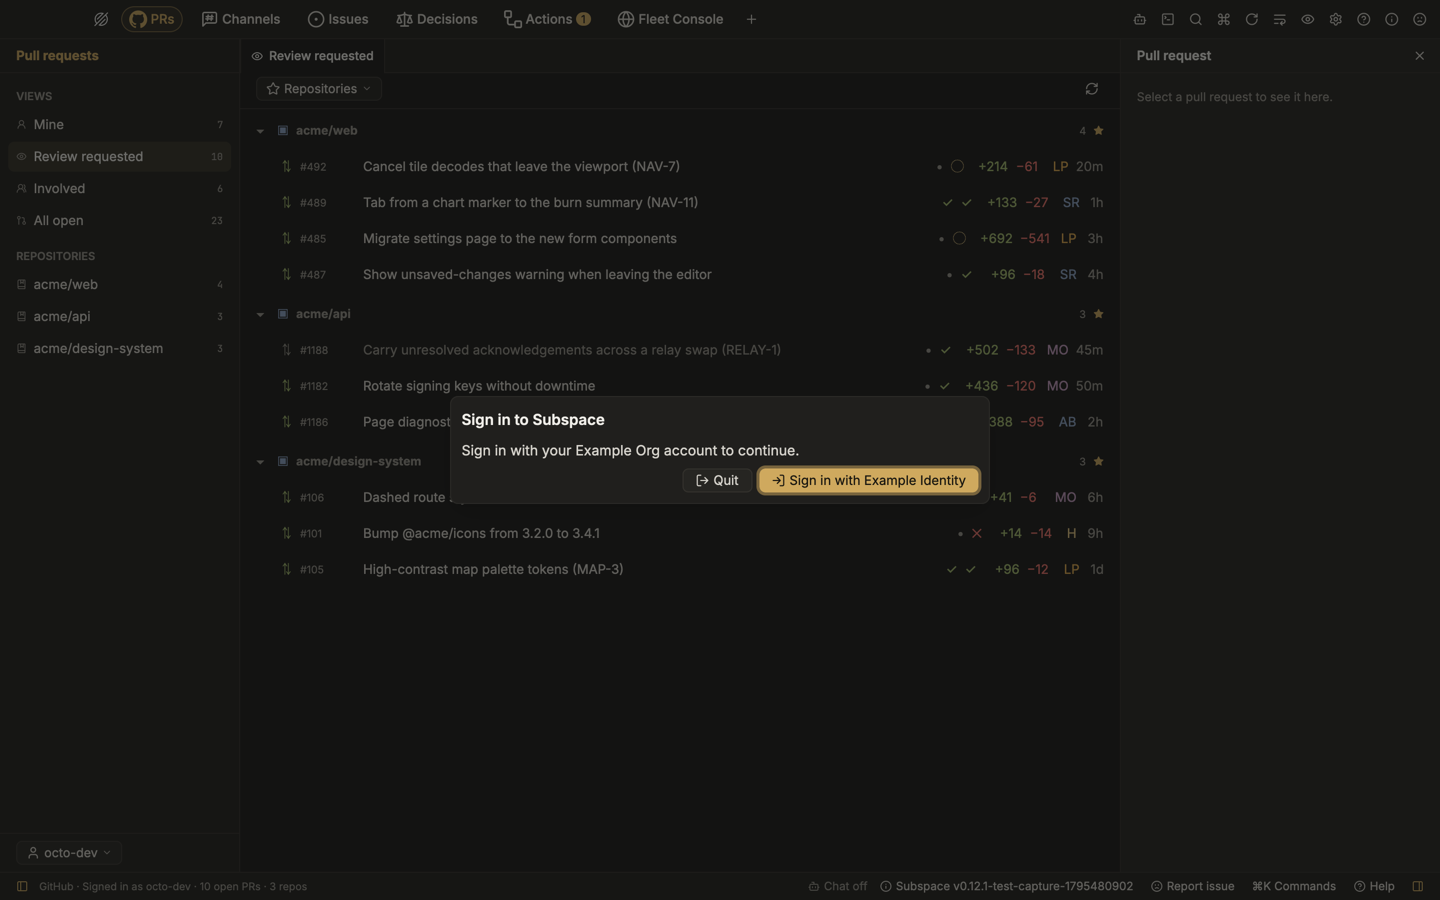 PRs Channels Issues Decisions Actions 1 Fleet Console
Pull requests
VIEWS
Mine 7
Review requested 10
Involved 6
All open 23
REPOSITORIES
acme/web 4
acme/api 3
acme/design-system 3
octo-dev
Review requested
Repositories
acme/web 4
#492 Cancel tile decodes that leave the viewport (NAV-7) +214 −61 LP 20m
#489 Tab from a chart marker to the burn summary (NAV-11) +133 −27 SR 1h
#485 Migrate settings page to the new form components +692 −541 LP 3h
#487 Show unsaved-changes warning when leaving the editor +96 −18 SR 4h
acme/api 3
#1188 Carry unresolved acknowledgements across a relay swap (RELAY-1) +502 −133 MO 45m
#1182 Rotate signing keys without downtime +436 −120 MO 50m
#1186 Page diagnost 388 −95 AB 2h
acme/design-system 3
#106 Dashed route +41 −6 MO 6h
#101 Bump @acme/icons from 3.2.0 to 3.4.1 +14 −14 H 9h
#105 High-contrast map palette tokens (MAP-3) +96 −12 LP 1d
Sign in to Subspace
Sign in with your Example Org account to continue.
Quit Sign in with Example Identity
Pull request
Select a pull request to see it here.
GitHub · Signed in as octo-dev · 10 open PRs · 3 repos
Chat off Subspace v0.12.1-test-capture-1795480902 Report issue ⌘K Commands Help